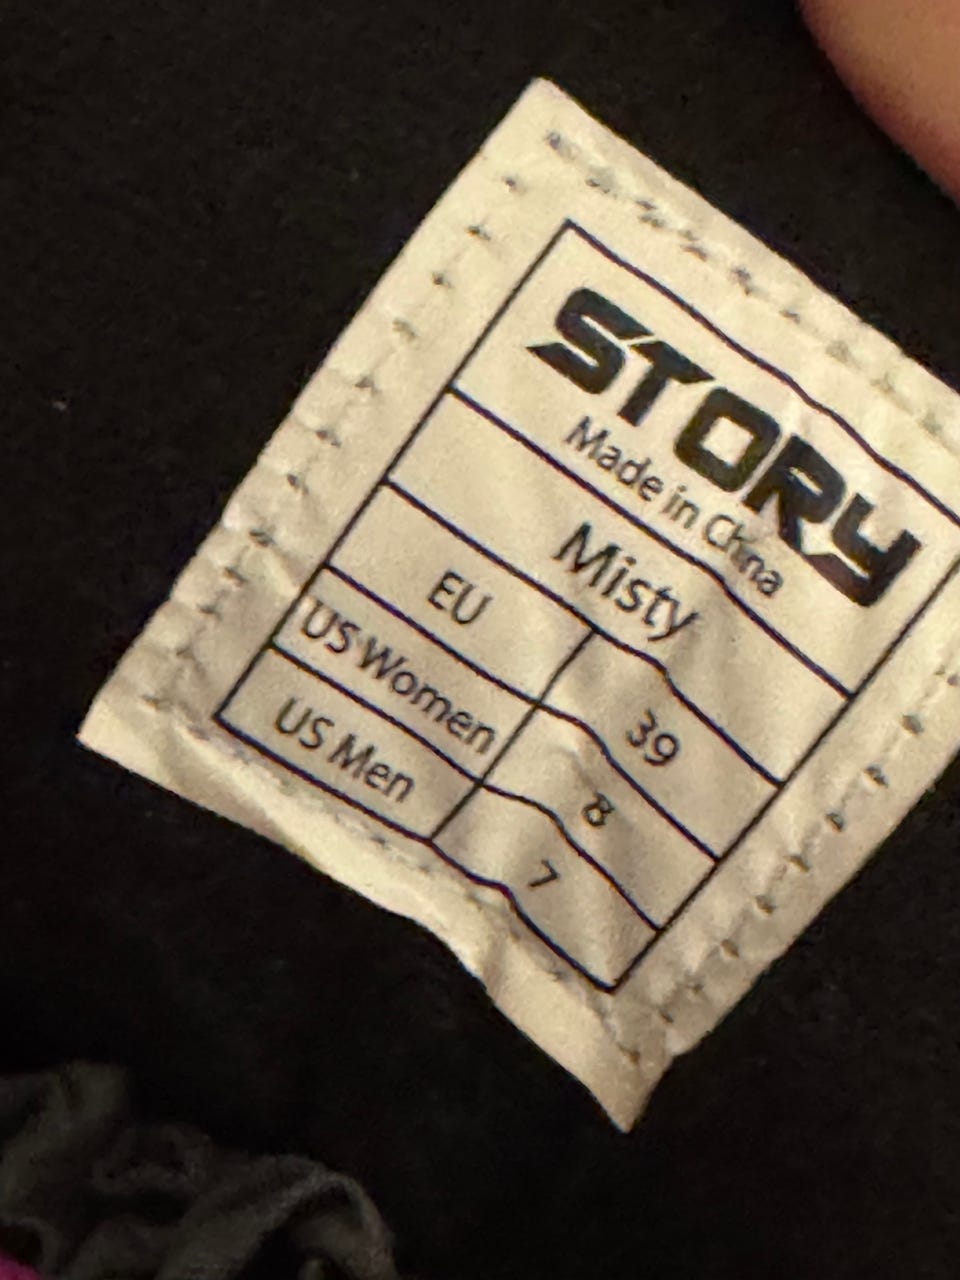 STORY
Made in China
Misty
EU 39
US Women 8
US Men 7